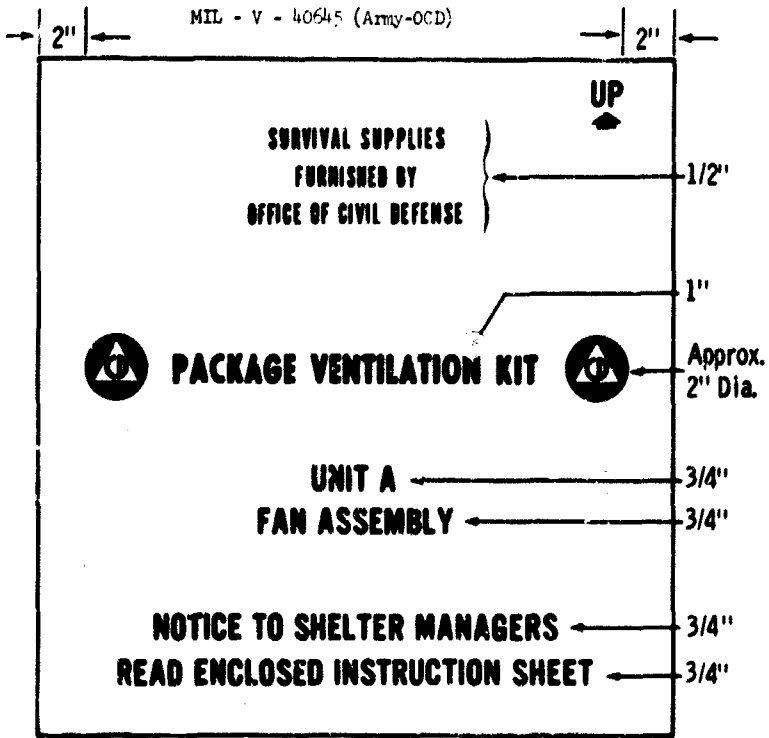 MIL - V - 40645 (Army-OCD)
2" 2"
UP
SURVIVAL SUPPLIES
FURNISHED BY
OFFICE OF CIVIL DEFENSE
1/2"
1"
CD PACKAGE VENTILATION KIT CD
Approx.
2" Dia.
UNIT A 3/4"
FAN ASSEMBLY 3/4"
NOTICE TO SHELTER MANAGERS 3/4"
READ ENCLOSED INSTRUCTION SHEET 3/4"